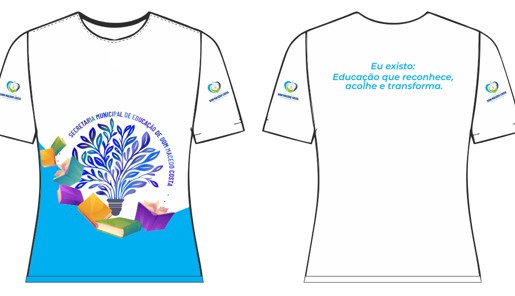 SECRETARIA MUNICIPAL DE EDUCAÇÃO DE DOM MACEDO COSTA
Eu existo:
Educação que reconhece,
acolhe e transforma.